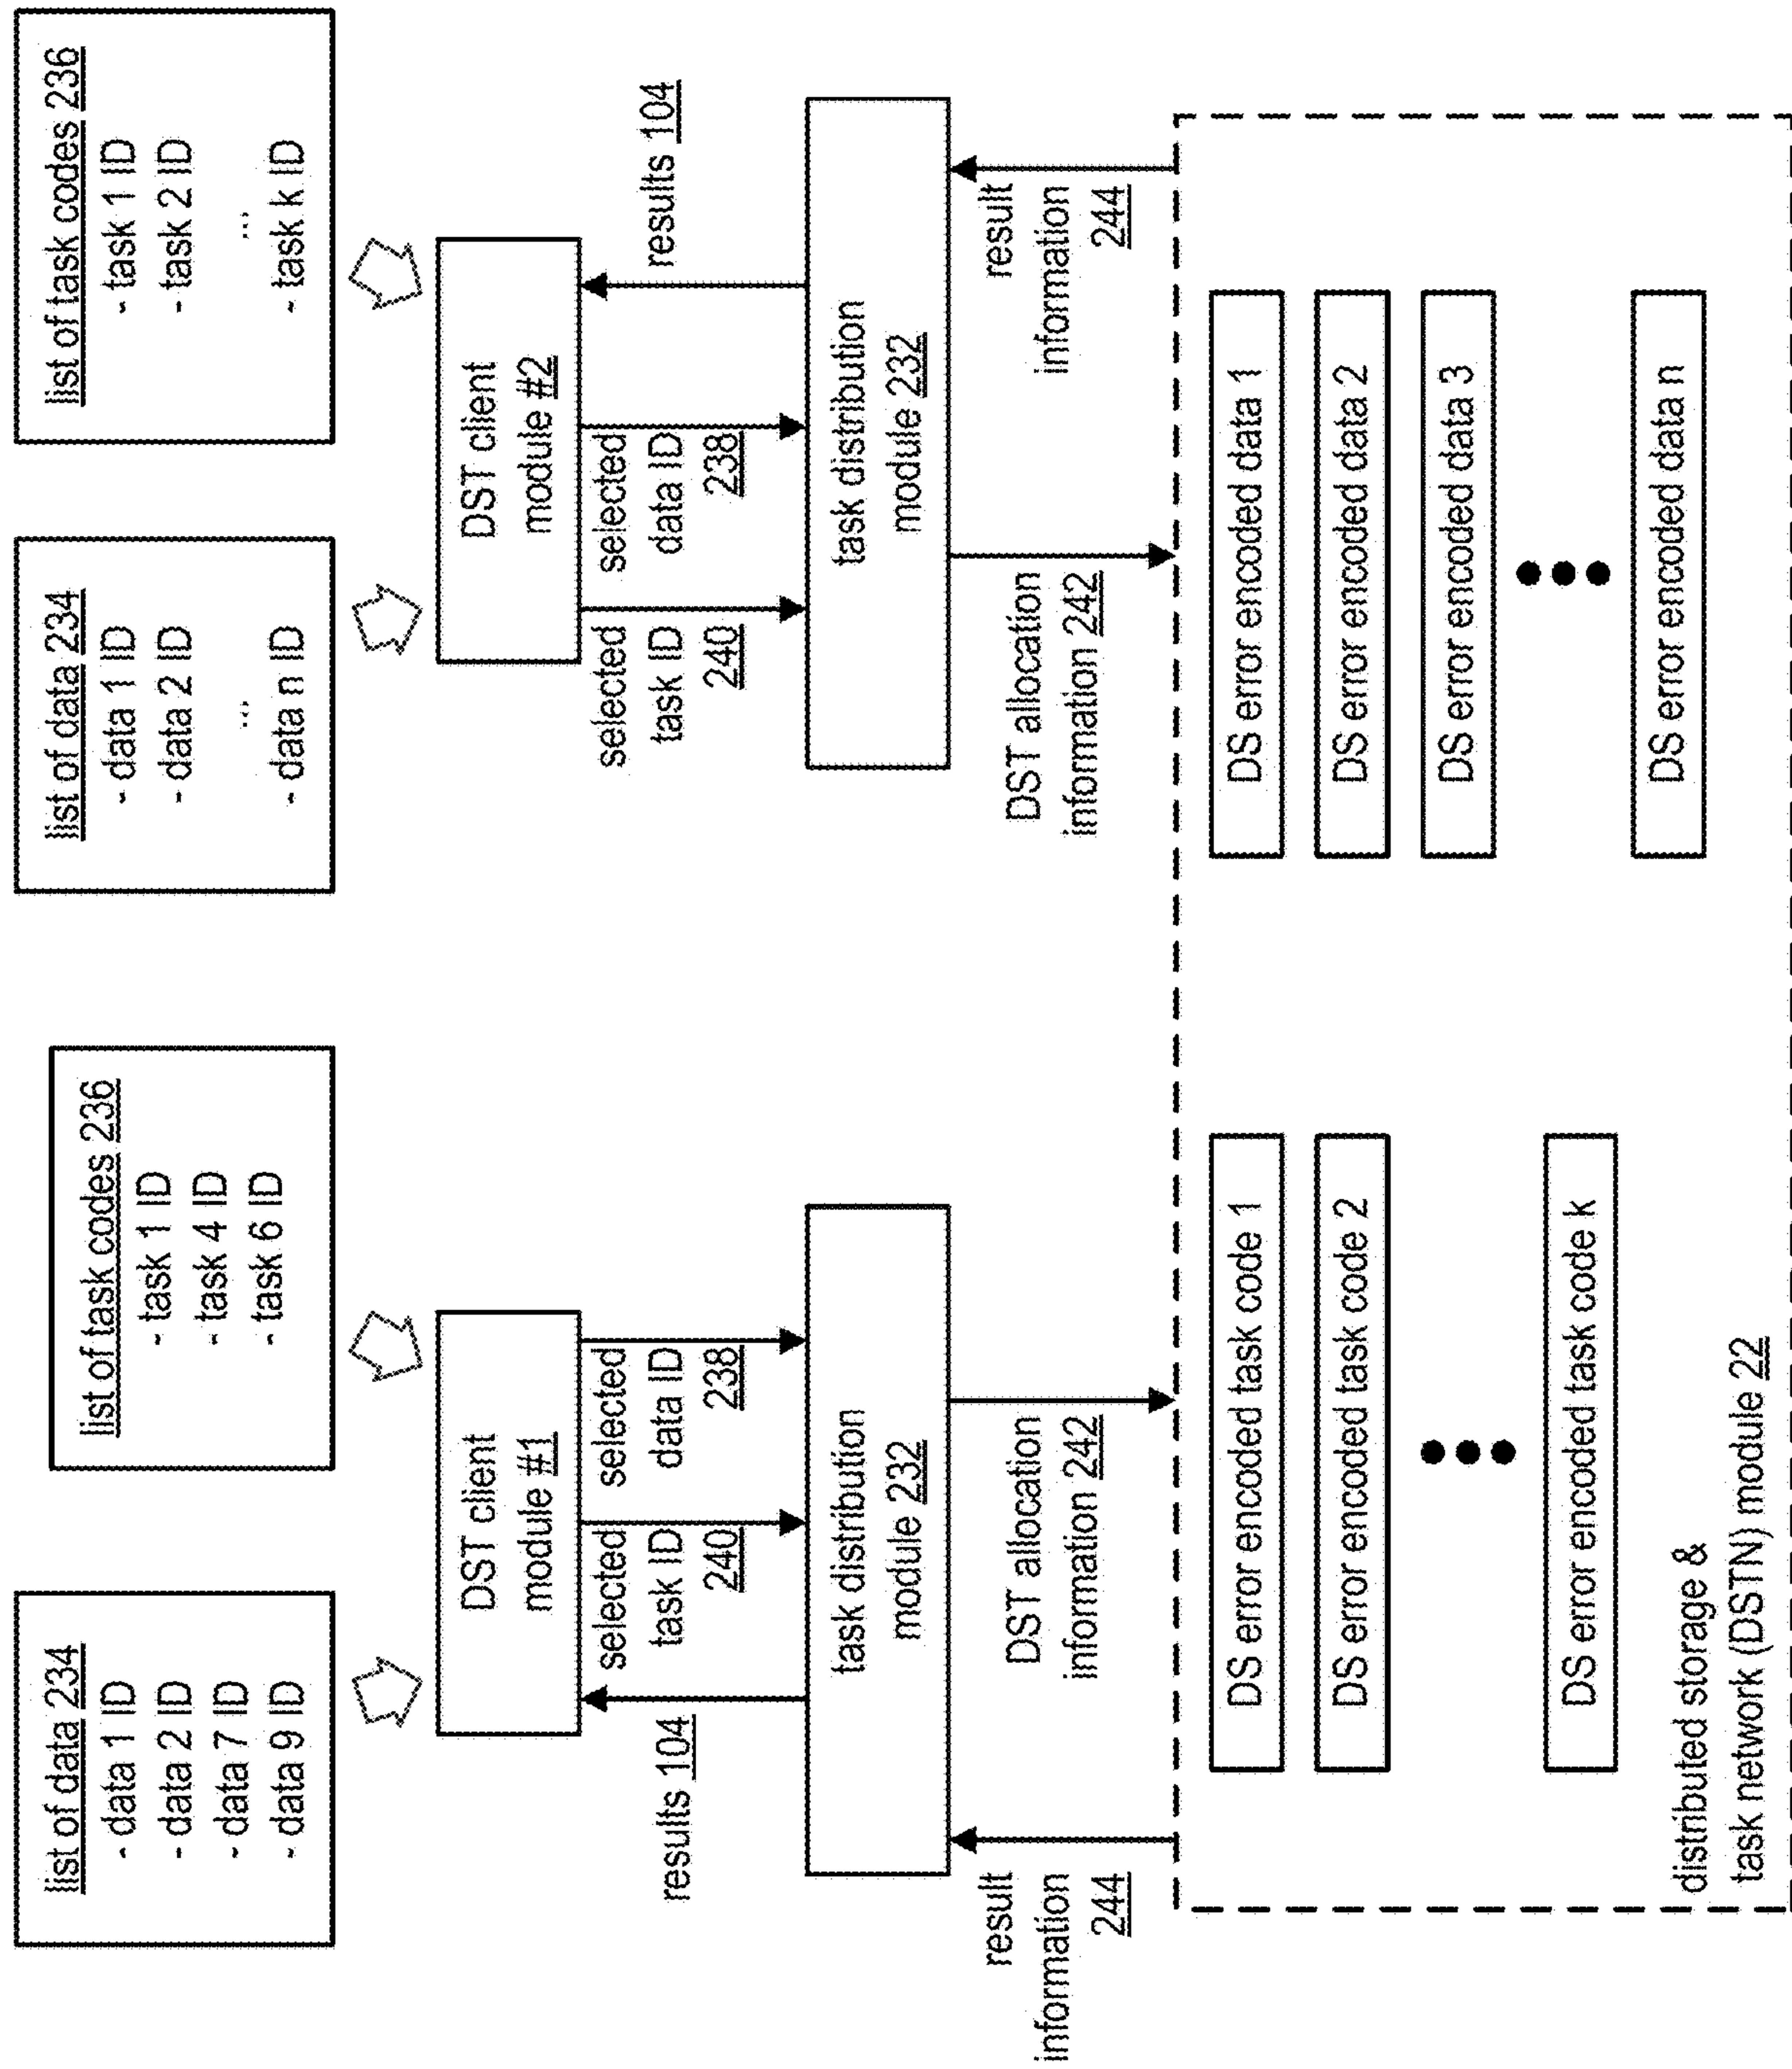 list of data 234
- data 1 ID
- data 2 ID
- data 7 ID
- data 9 ID
list of task codes 236
- task 1 ID
- task 4 ID
- task 6 ID
DST client
module #1
results 104
selected
task ID
240
selected
data ID
238
task distribution
module 232
result
information
244
DST allocation
information 242
list of data 234
- data 1 ID
- data 2 ID
...
- data n ID
list of task codes 236
- task 1 ID
- task 2 ID
...
- task k ID
DST client
module #2
selected
task ID
240
selected
data ID
238
results 104
task distribution
module 232
DST allocation
information 242
result
information
244
DS error encoded task code 1
DS error encoded task code 2
DS error encoded task code k
DS error encoded data 1
DS error encoded data 2
DS error encoded data 3
DS error encoded data n
distributed storage &
task network (DSTN) module 22